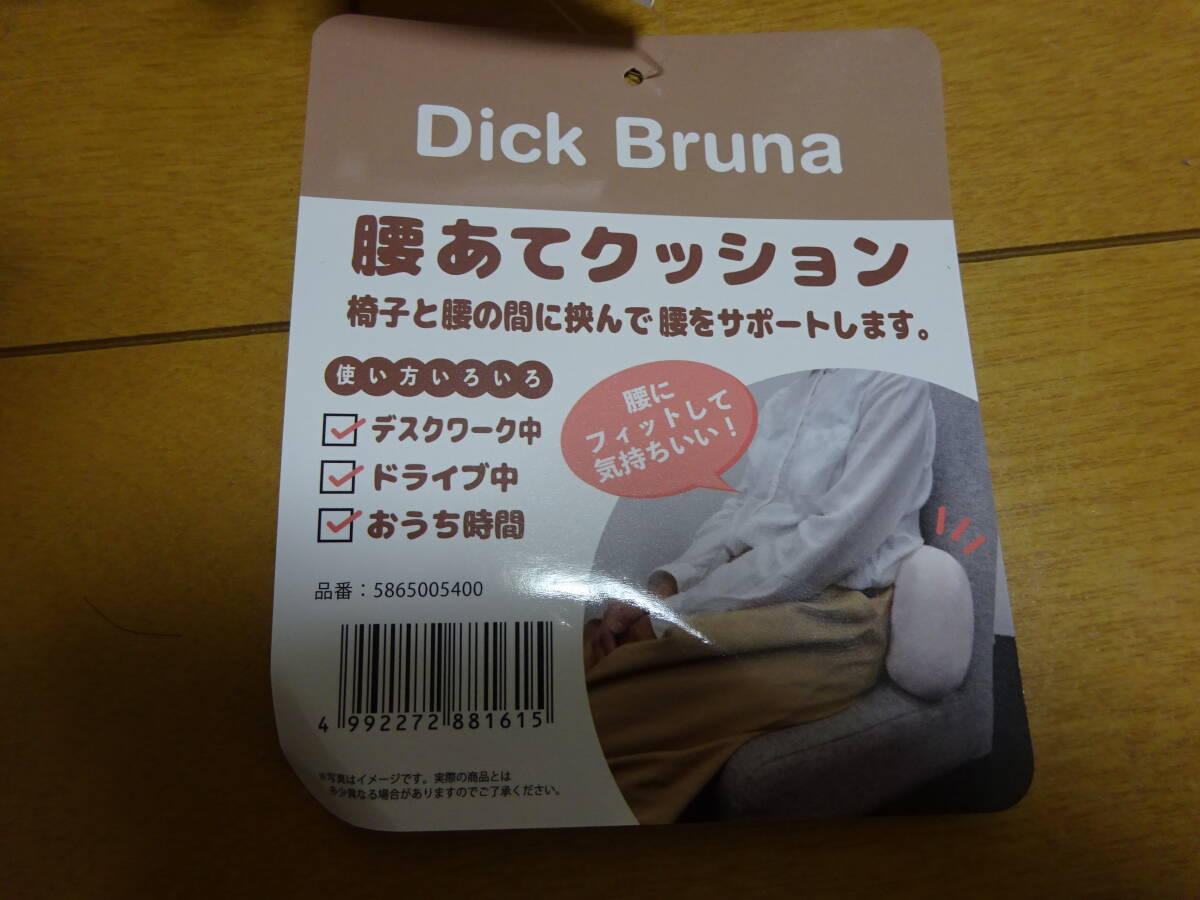 Dick Bruna
腰あてクッション
椅子と腰の間に挟んで 腰をサポートします。
使い方いろいろ
デスクワーク中
ドライブ中
おうち時間
腰に
フィットして
気持ちいい!
品番:5865005400
4 992272 881615
※写真はイメージです。実際の商品とは
多少異なる場合がありますのでご了承ください。